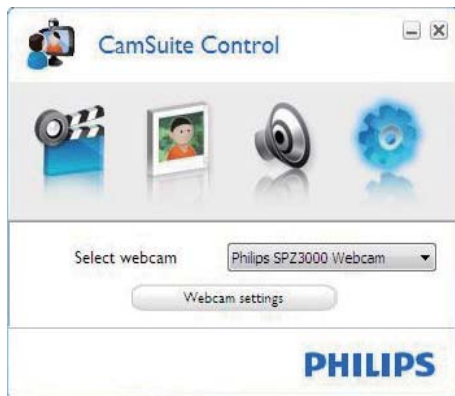 CamSuite Control
Select webcam
Philips SPZ3000 Webcam
Webcam settings
PHILIPS